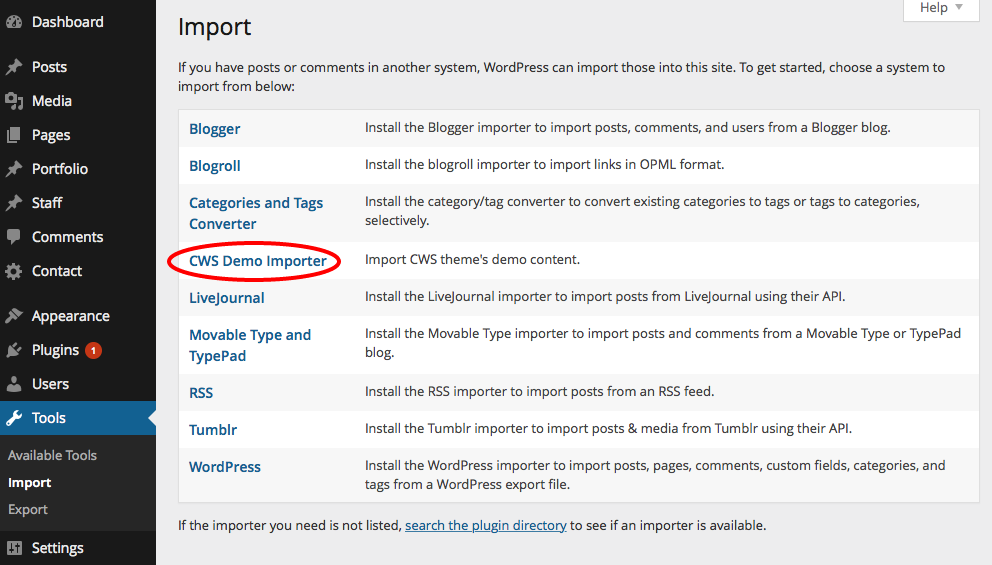 Dashboard
Posts
Media
Pages
Portfolio
Staff
Comments
Contact
Appearance
Plugins 1
Users
Tools
Available Tools
Import
Export
Settings
Help
Import
If you have posts or comments in another system, WordPress can import those into this site. To get started, choose a system to
import from below:
Blogger Install the Blogger importer to import posts, comments, and users from a Blogger blog.
Blogroll Install the blogroll importer to import links in OPML format.
Categories and Tags
Converter
Install the category/tag converter to convert existing categories to tags or tags to categories,
selectively.
CWS Demo Importer Import CWS theme's demo content.
LiveJournal Install the LiveJournal importer to import posts from LiveJournal using their API.
Movable Type and
TypePad
Install the Movable Type importer to import posts and comments from a Movable Type or TypePad
blog.
RSS Install the RSS importer to import posts from an RSS feed.
Tumblr Install the Tumblr importer to import posts & media from Tumblr using their API.
WordPress Install the WordPress importer to import posts, pages, comments, custom fields, categories, and
tags from a WordPress export file.
If the importer you need is not listed, search the plugin directory to see if an importer is available.